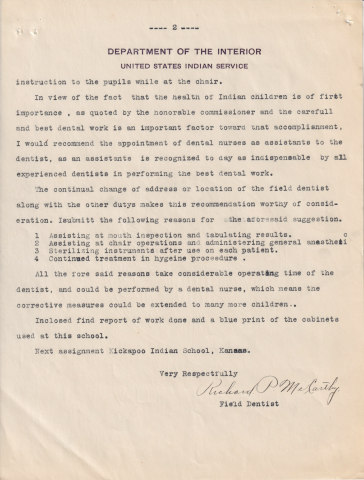 ---- 2 ----
DEPARTMENT OF THE INTERIOR
UNITED STATES INDIAN SERVICE
instruction to the pupils while at the chair.
In view of the fact that the nealth of Indian children is of first
importance , as quoted by the honorable commissioner and the carefull
and best dental work is an important factor toward that accomplianment,
I would recommend the appointment of dental nurses as assistants to the
dentist, as an assistants is recognized to day as indispensable by all
experienced dentists in performing the best dental work.
The continual change of address or location of the field dentist
along with the other dutys makes this recommendation worthy of consid-
eration. Isubmitt the following reasons for the aforesaid suggestion.
1 Assisting at mouth inspection and tabulating results.
2 Assisting at chair operations and administering general anesthetic
3 Sterilizing instruments after use on each patient.
4 Continued treatment in hygeine proceedure .
All the fore said reasons take considerable operating time of the
dentist, and could be performed by a dental nurse, which means the
corrective measures could be extended to many more children..
Inclosed find report of work done and a blue print of the cabinets
used at this school.
Next assignment Kickapoo Indian School, Kansas.
Very Respectfully
Richard P McCarthy
Field Dentist